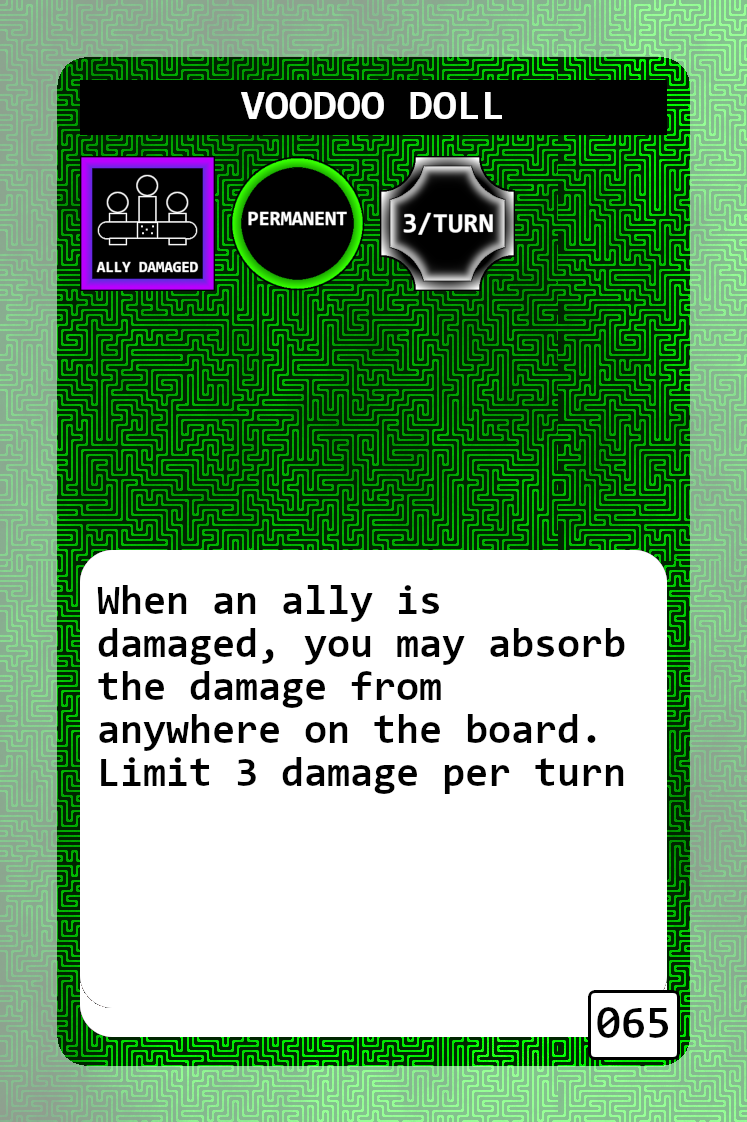 VOODOO DOLL
ALLY DAMAGED
PERMANENT
3/TURN
When an ally is
damaged, you may absorb
the damage from
anywhere on the board.
Limit 3 damage per turn
065